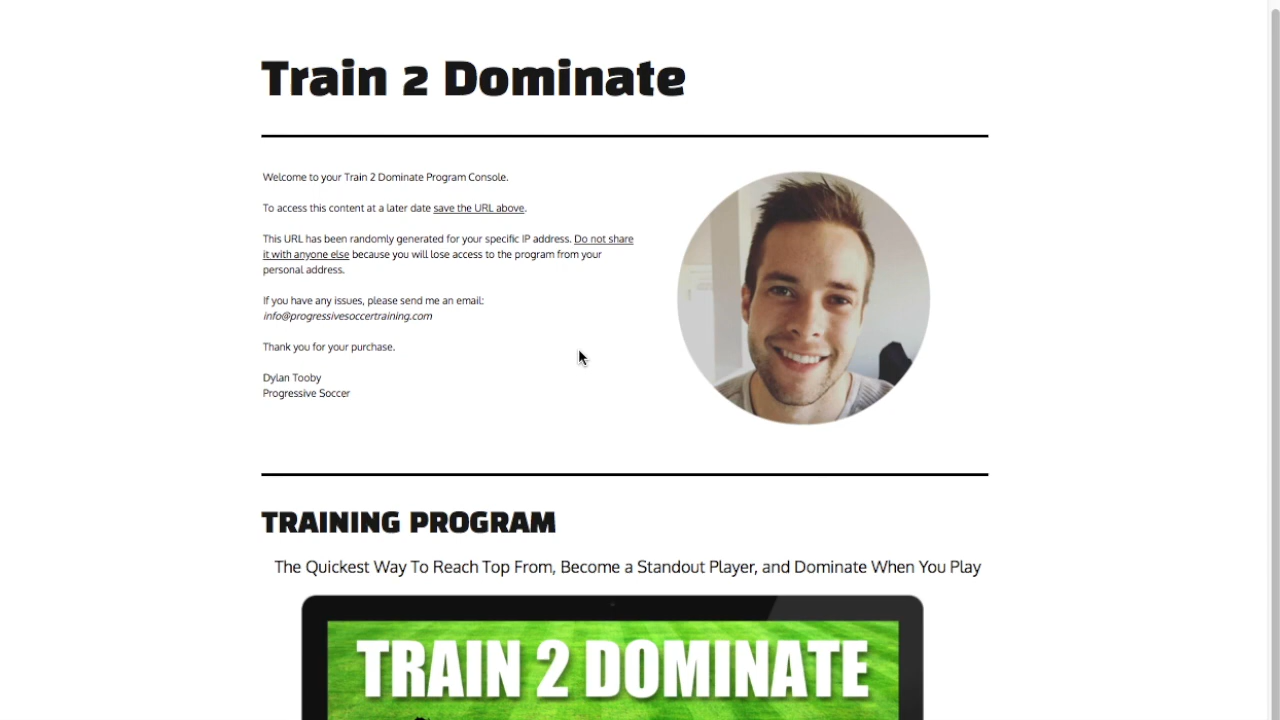 Train 2 Dominate
Welcome to your Train 2 Dominate Program Console.
To access this content at a later date save the URL above.
This URL has been randomly generated for your specific IP address. Do not share
it with anyone else because you will lose access to the program from your
personal address.
If you have any issues, please send me an email:
info@progressivesoccertraining.com
Thank you for your purchase.
Dylan Tooby
Progressive Soccer
TRAINING PROGRAM
The Quickest Way To Reach Top From, Become a Standout Player, and Dominate When You Play
TRAIN 2 DOMINATE